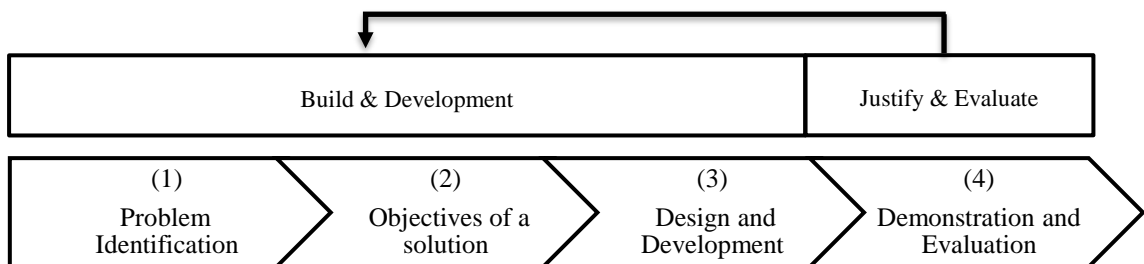 Build & Development
Justify & Evaluate
(1)
Problem
Identification
(2)
Objectives of a
solution
(3)
Design and
Development
(4)
Demonstration and
Evaluation